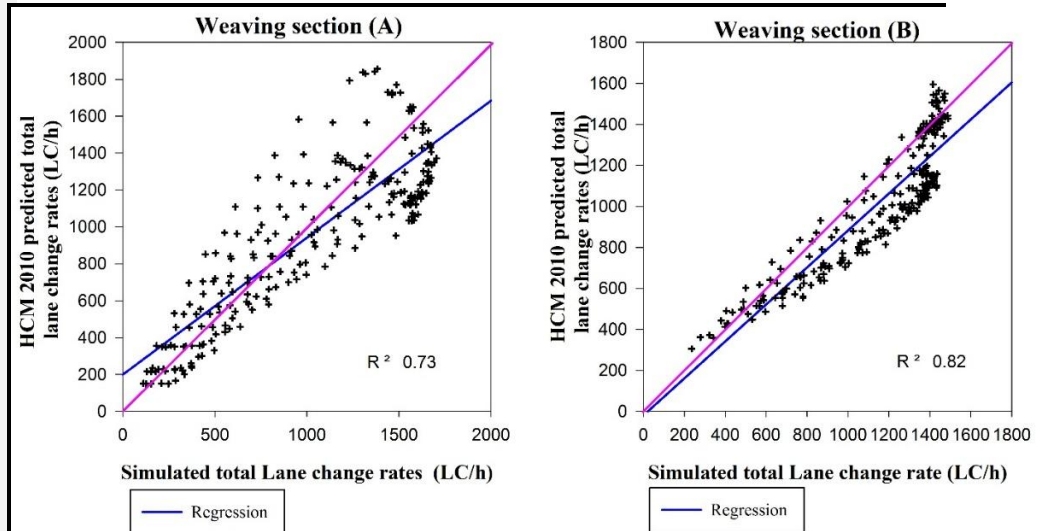 Weaving section (A)
HCM 2010 predicted total
lane change rates (LC/h)
2000
1800
1600
1400
1200
1000
800
600
400
200
0
R ² 0.73
0 500 1000 1500 2000
Simulated total Lane change rates (LC/h)
Regression
Weaving section (B)
HCM 2010 predicted total
lane change rates (LC/h)
1800
1600
1400
1200
1000
800
600
400
200
0
R ² 0.82
0 200 400 600 800 1000 1200 1400 1600 1800
Simulated total Lane change rate (LC/h)
Regression